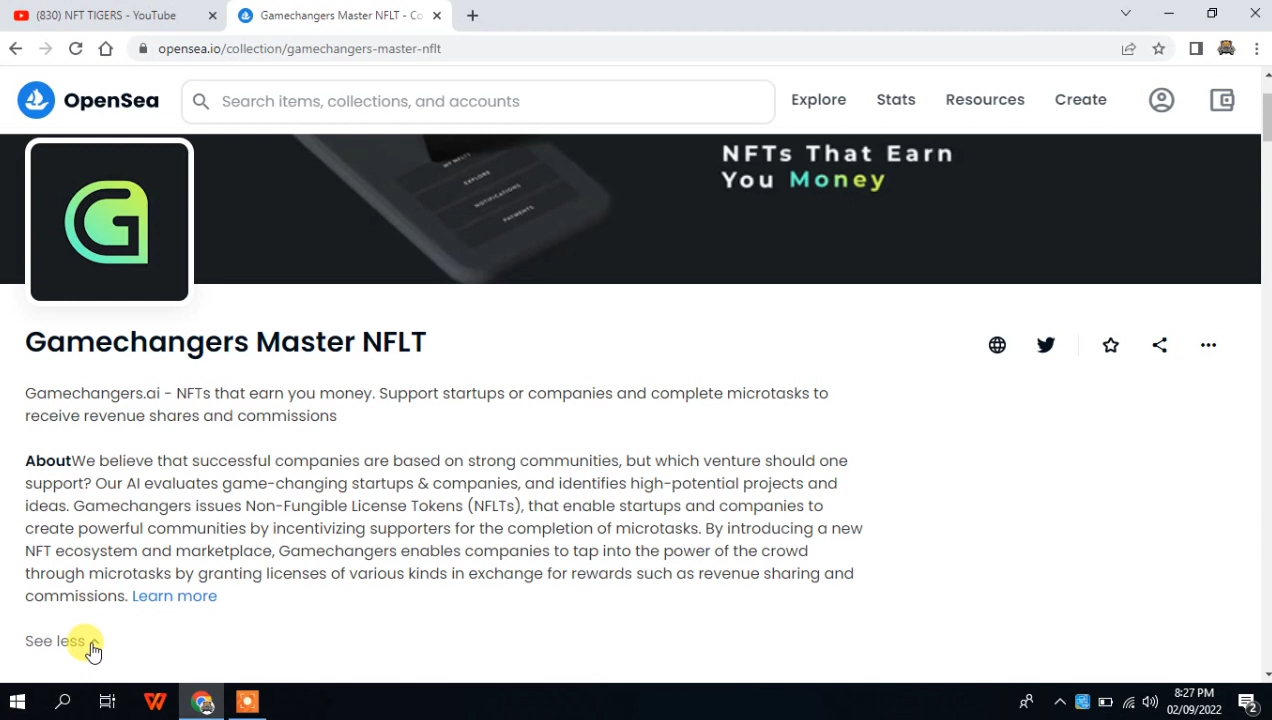 (830) NFT TIGERS - YouTube
Gamechangers Master NFLT - Co
opensea.io/collection/gamechangers-master-nflt
OpenSea
Search items, collections, and accounts
Explore
Stats
Resources
Create
MY NFLTS
EXPLORE
NOTIFICATIONS
PAYMENTS
NFTs That Earn
You Money
Gamechangers Master NFLT
Gamechangers.ai - NFTs that earn you money. Support startups or companies and complete microtasks to
receive revenue shares and commissions
AboutWe believe that successful companies are based on strong communities, but which venture should one
support? Our AI evaluates game-changing startups & companies, and identifies high-potential projects and
ideas. Gamechangers issues Non-Fungible License Tokens (NFLTs), that enable startups and companies to
create powerful communities by incentivizing supporters for the completion of microtasks. By introducing a new
NFT ecosystem and marketplace, Gamechangers enables companies to tap into the power of the crowd
through microtasks by granting licenses of various kinds in exchange for rewards such as revenue sharing and
commissions. Learn more
See less
8:27 PM
02/09/2022
2